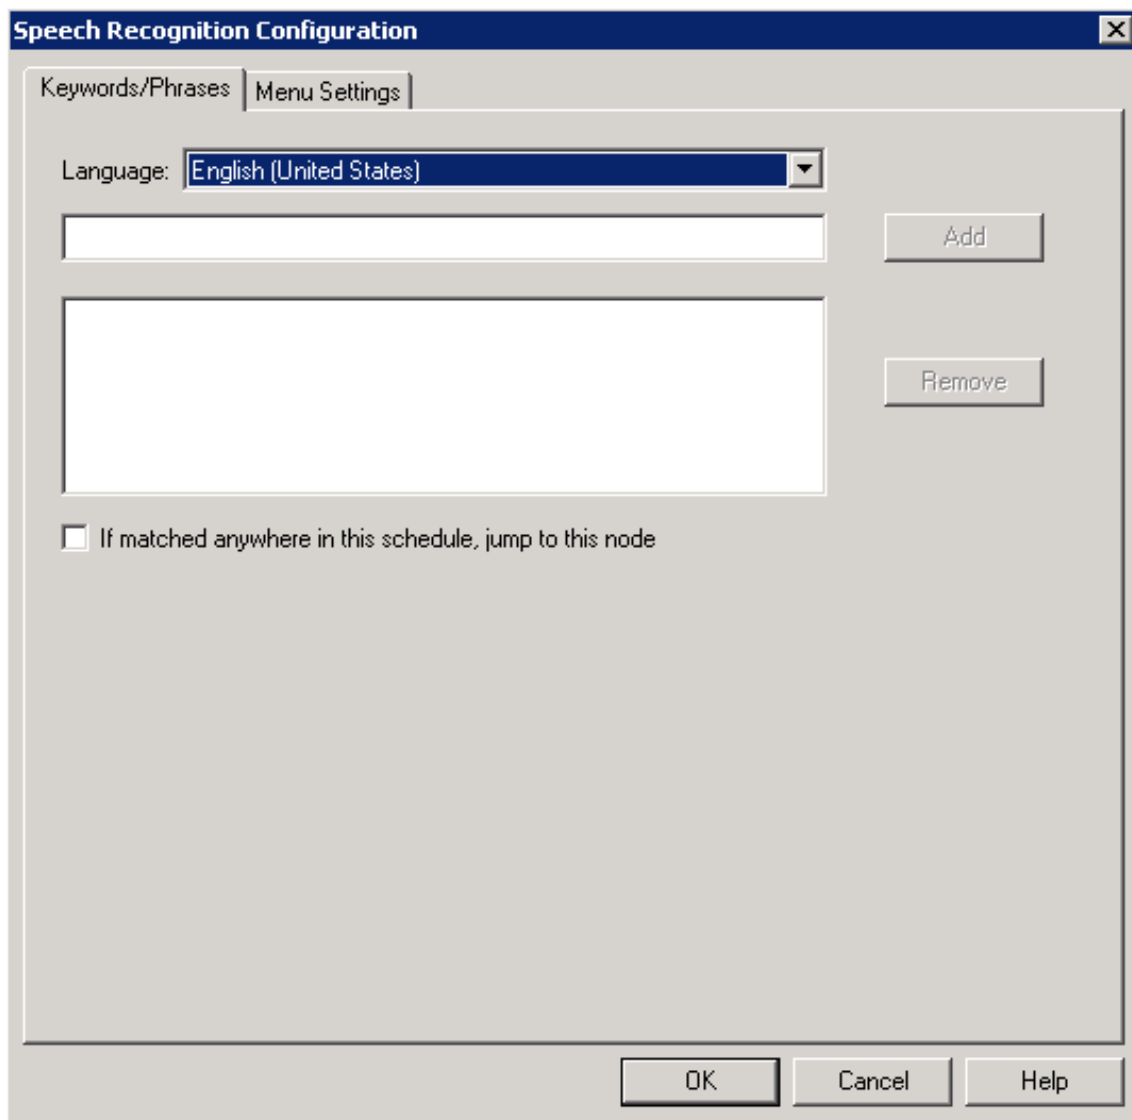 Speech Recognition Configuration
Keywords/Phrases Menu Settings
Language: English (United States)
Add
Remove
If matched anywhere in this schedule, jump to this node
OK Cancel Help